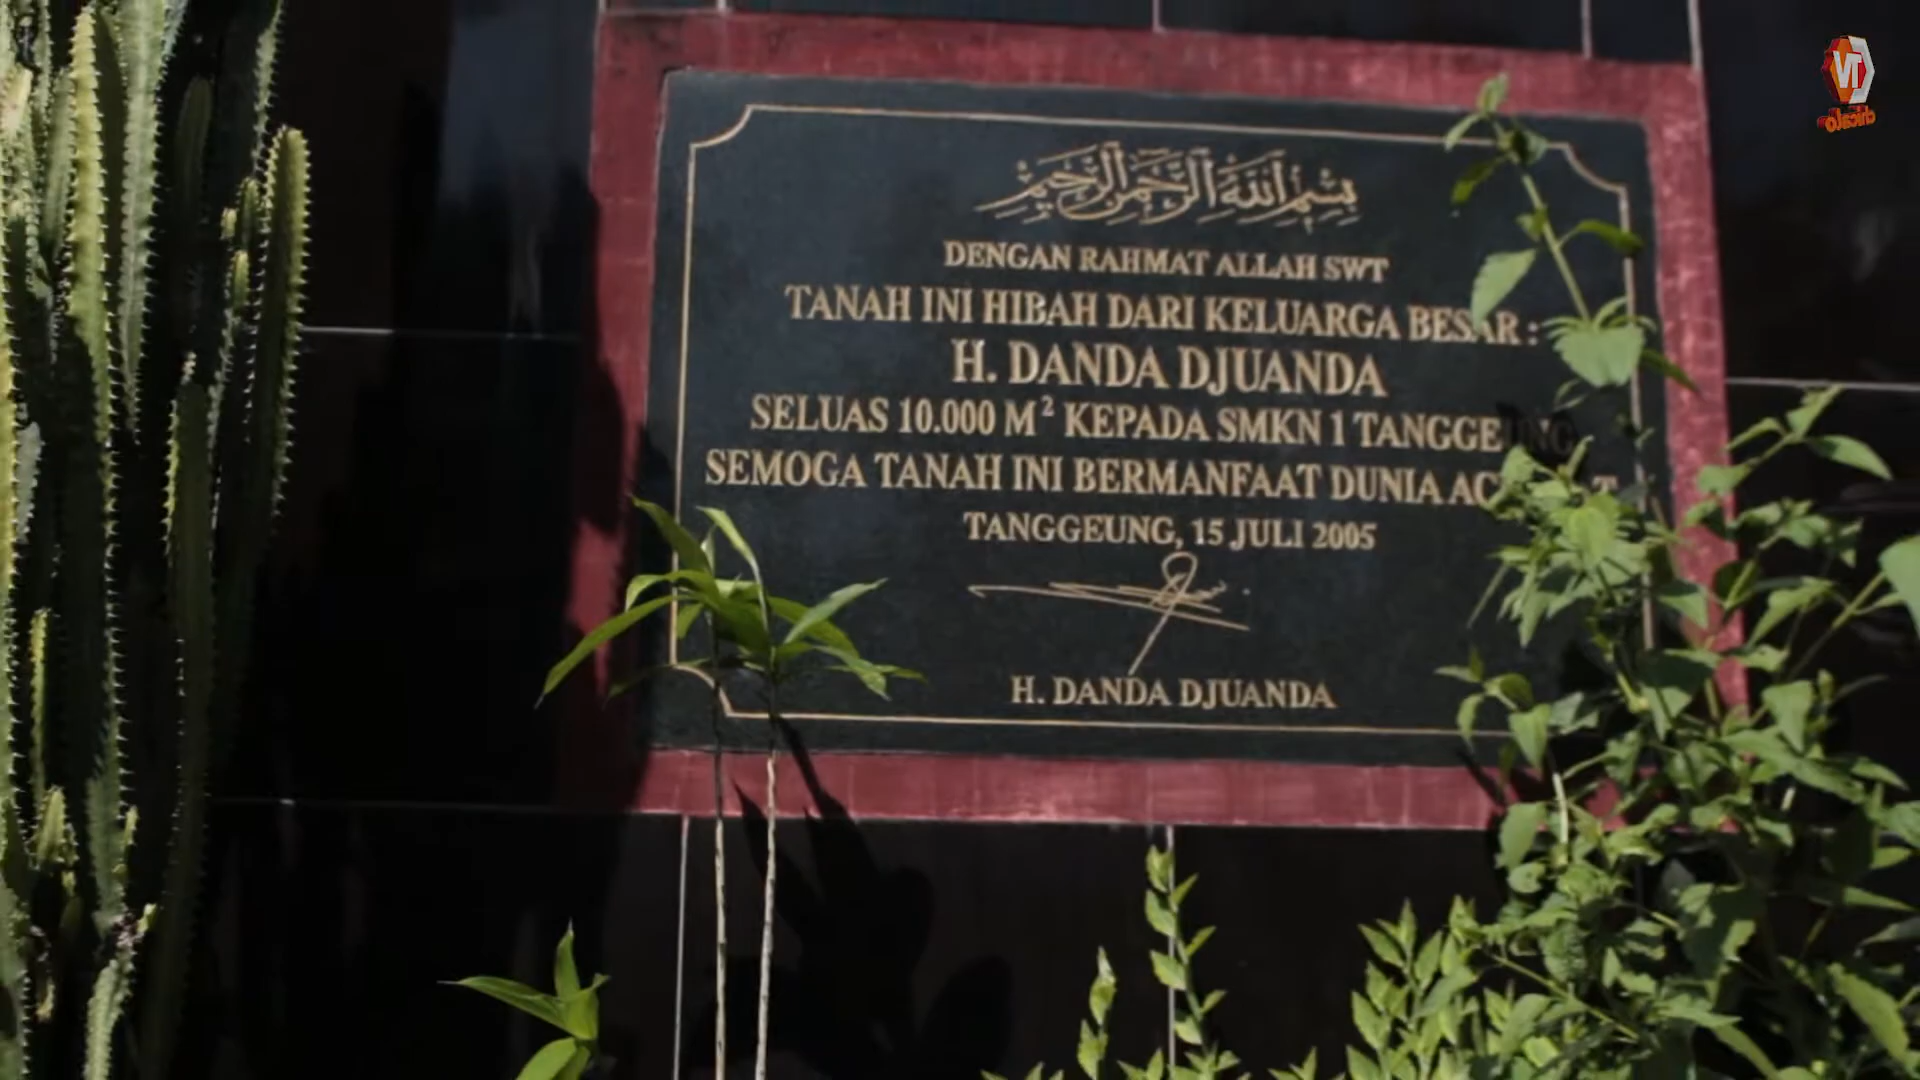 بسم الله الرحمن الرحيم
DENGAN RAHMAT ALLAH SWT
TANAH INI HIBAH DARI KELUARGA BESAR :
H. DANDA DJUANDA
SELUAS 10.000 M² KEPADA SMKN 1 TANGGEUNG
SEMOGA TANAH INI BERMANFAAT DUNIA
TANGGEUNG, 15 JULI 2005
H. DANDA DJUANDA